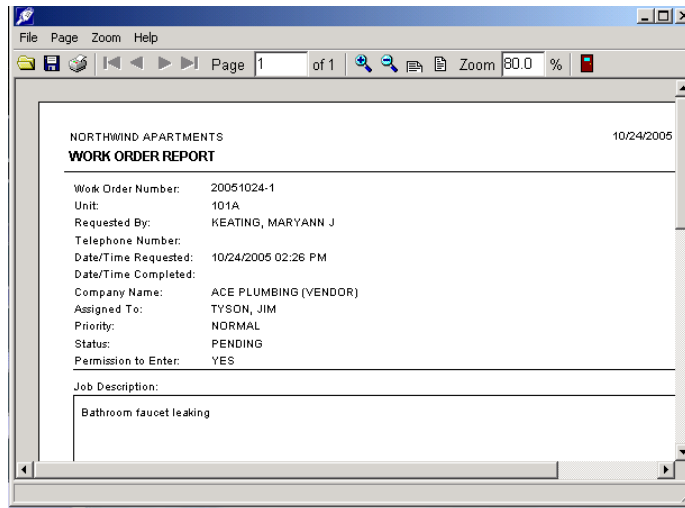 File Page Zoom Help
Page 1 of 1 Zoom 80.0 %
NORTHWIND APARTMENTS 10/24/2005
WORK ORDER REPORT
Work Order Number: 20051024-1
Unit: 101A
Requested By: KEATING, MARYANN J
Telephone Number:
Date/Time Requested: 10/24/2005 02:26 PM
Date/Time Completed:
Company Name: ACE PLUMBING (VENDOR)
Assigned To: TYSON, JIM
Priority: NORMAL
Status: PENDING
Permission to Enter: YES
Job Description:
Bathroom faucet leaking